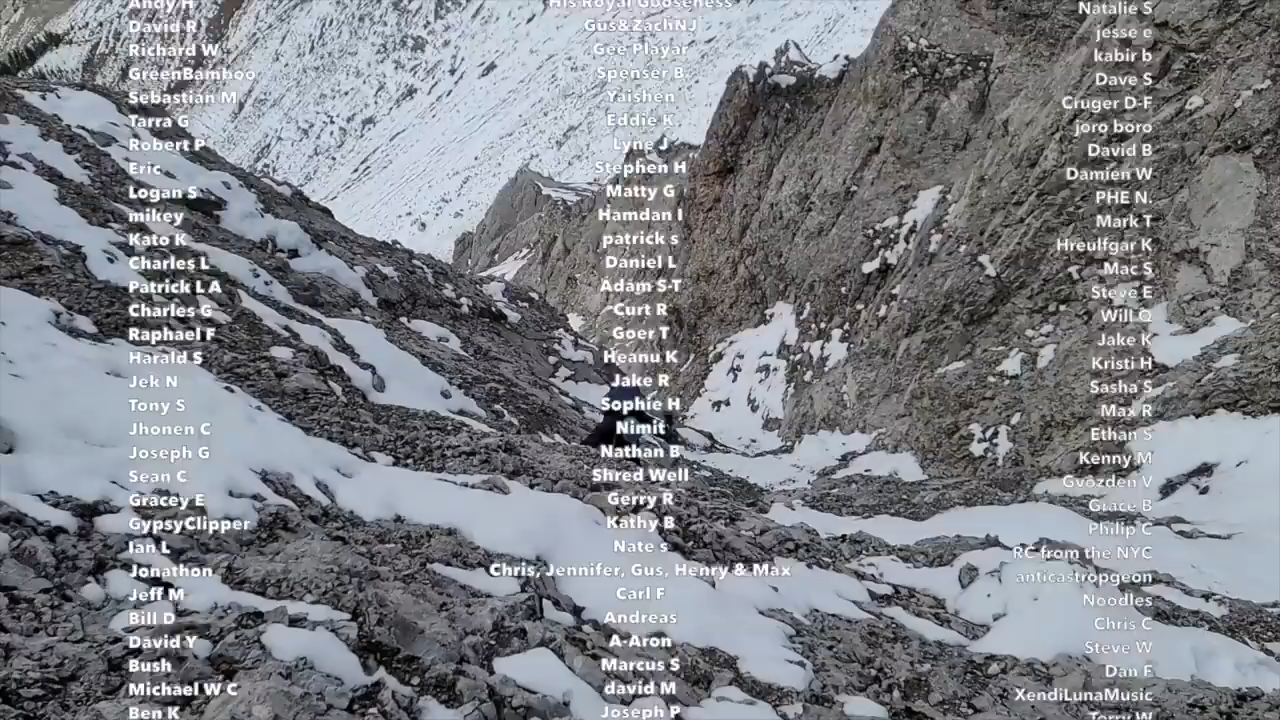 Andy H
David R
Richard W
GreenBamboo
Sebastian M
Tarra G
Robert P
Eric
Logan S
mikey
Kato K
Charles L
Patrick LA
Charles G
Raphael F
Harald S
Jek N
Tony S
Jhonen C
Joseph G
Sean C
Gracey E
GypsyClipper
Ian L
Jonathon
Jeff M
Bill D
David Y
Bush
Michael W C
Ben K
His Royal Gooseness
Gus&ZachNJ
Gee Playar
Spenser B.
Yaishen
Eddie K.
Lyne J
Stephen H
Matty G
Hamdan I
patrick s
Daniel L
Adam S-T
Curt R
Goer T
Heanu K
Jake R
Sophie H
Nimit
Nathan B
Shred Well
Gerry R
Kathy B
Nate s
Chris, Jennifer, Gus, Henry & Max
Carl F
Andreas
A-Aron
Marcus S
david M
Joseph P
Natalie S
jesse e
kabir b
Dave S
Cruger D-F
joro boro
David B
Damien W
PHE N.
Mark T
Hreulfgar K
Mac S
Steve E
Will Q
Jake K
Kristi H
Sasha S
Max R
Ethan S
Kenny M
Gvozden V
Grace B
Philip C
RC from the NYC
anticastropgeon
Noodles
Chris C
Steve W
Dan F
XendiLunaMusic
Terry W